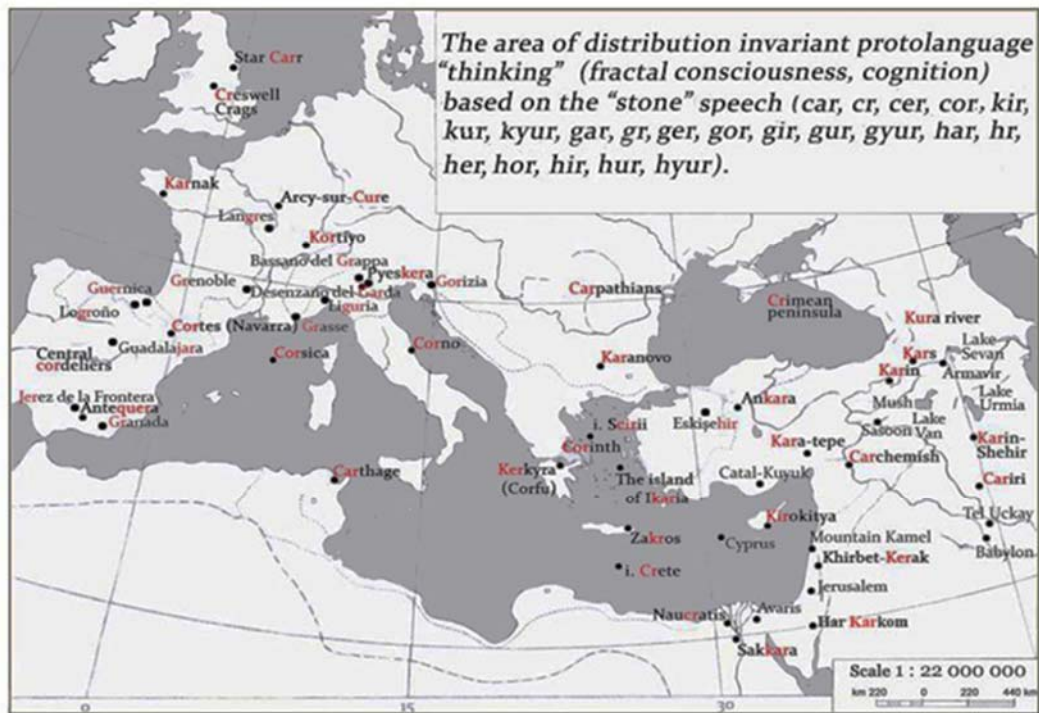 The area of distribution invariant protolanguage
"thinking" (fractal consciousness, cognition)
based on the "stone" speech (car, cr, cer, cor, kir,
kur, kyur, gar, gr, ger, gor, gir, gur, gyur, har, hr,
her, hor, hir, hur, hyur).
Star Carr
Creswell
Crags
Karnak
Arcy-sur-Cure
Langres
Kortiyo
Bassano del Grappa
Pyeskera
Grenoble
Desenzano del Garda
Gorizia
Guernica
Liguria
Carpathians
Crimean
peninsula
Logroño
Cortes (Navarra)
Grasse
Kura river
Guadalajara
Corsica
Corno
Karanovo
Kars
Lake
Sevan
Central
cordeliers
Karin
Armavir
Jerez de la Frontera
Antequera
Granada
Ankara
Eskişehir
Mush
Lake
Urmia
i. Scirii
Sasoon
Lake
Van
Corinth
Kara-tepe
Karin-
Shehir
Carthage
Kerkyra
(Corfu)
Carchemish
The island
of Ikaria
Catal-Kuyuk
Cariri
Kirokitya
Tel Uckay
Zakros
Cyprus
Mountain Kamel
Babylon
Khirbet-Kerak
i. Crete
Jerusalem
Naucratis
Avaris
Har Karkom
Sakkara
Scale 1 : 22 000 000
km 220 0 220 440 km
0 15 30